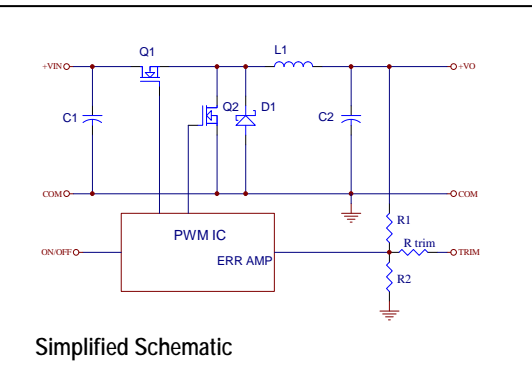 Q1
L1
+VIN
+VO
C1
Q2
D1
C2
COM
COM
R1
PWM IC
R trim
ON/OFF
TRIM
ERR AMP
R2
Simplified Schematic